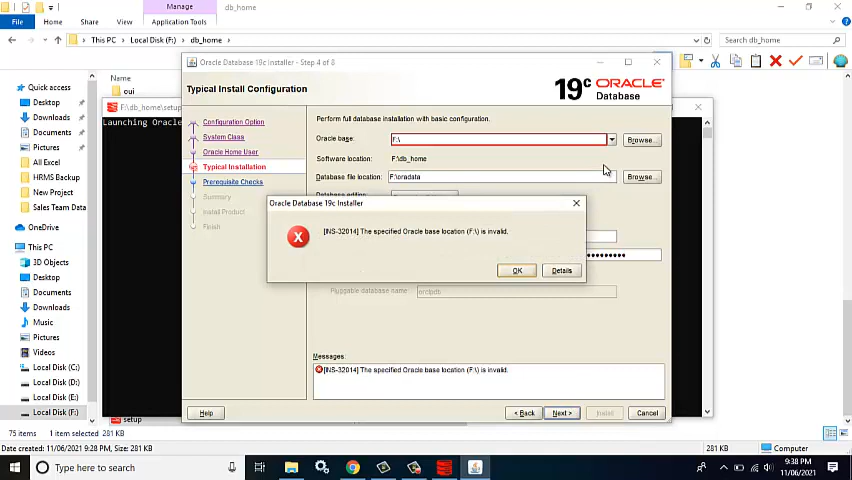 Manage
db_home
File
Home
Share
View
Application Tools
This PC
Local Disk (F:)
db_home
Search db_home
Quick access
Desktop
Downloads
Documents
Pictures
All Excel
HRMS Backup
New Project
Sales Team Data
OneDrive
This PC
3D Objects
Desktop
Documents
Downloads
Music
Pictures
Videos
Local Disk (C:)
Local Disk (D:)
Local Disk (E:)
Local Disk (F:)
Name
oui
setup
F:\db_home\setup
Launching Oracle
Oracle Database 19c Installer - Step 4 of 8
Typical Install Configuration
19c ORACLE
Database
Configuration Option
System Class
Oracle Home User
Typical Installation
Prerequisite Checks
Summary
Install Product
Finish
Perform full database installation with basic configuration.
Oracle base:
F:\
Browse...
Software location:
F:\db_home
Database file location:
F:\oradata
Browse...
Database edition:
Oracle Database 19c Installer
[INS-32014] The specified Oracle base location (F:\) is invalid.
OK
Details
Pluggable database name:
orclpdb
Messages:
[INS-32014] The specified Oracle base location (F:\) is invalid.
Help
< Back
Next >
Install
Cancel
75 items
1 item selected 281 KB
Date created: 11/06/2021 9:28 PM, Size: 281 KB
281 KB
Computer
Type here to search
9:38 PM
11/06/2021